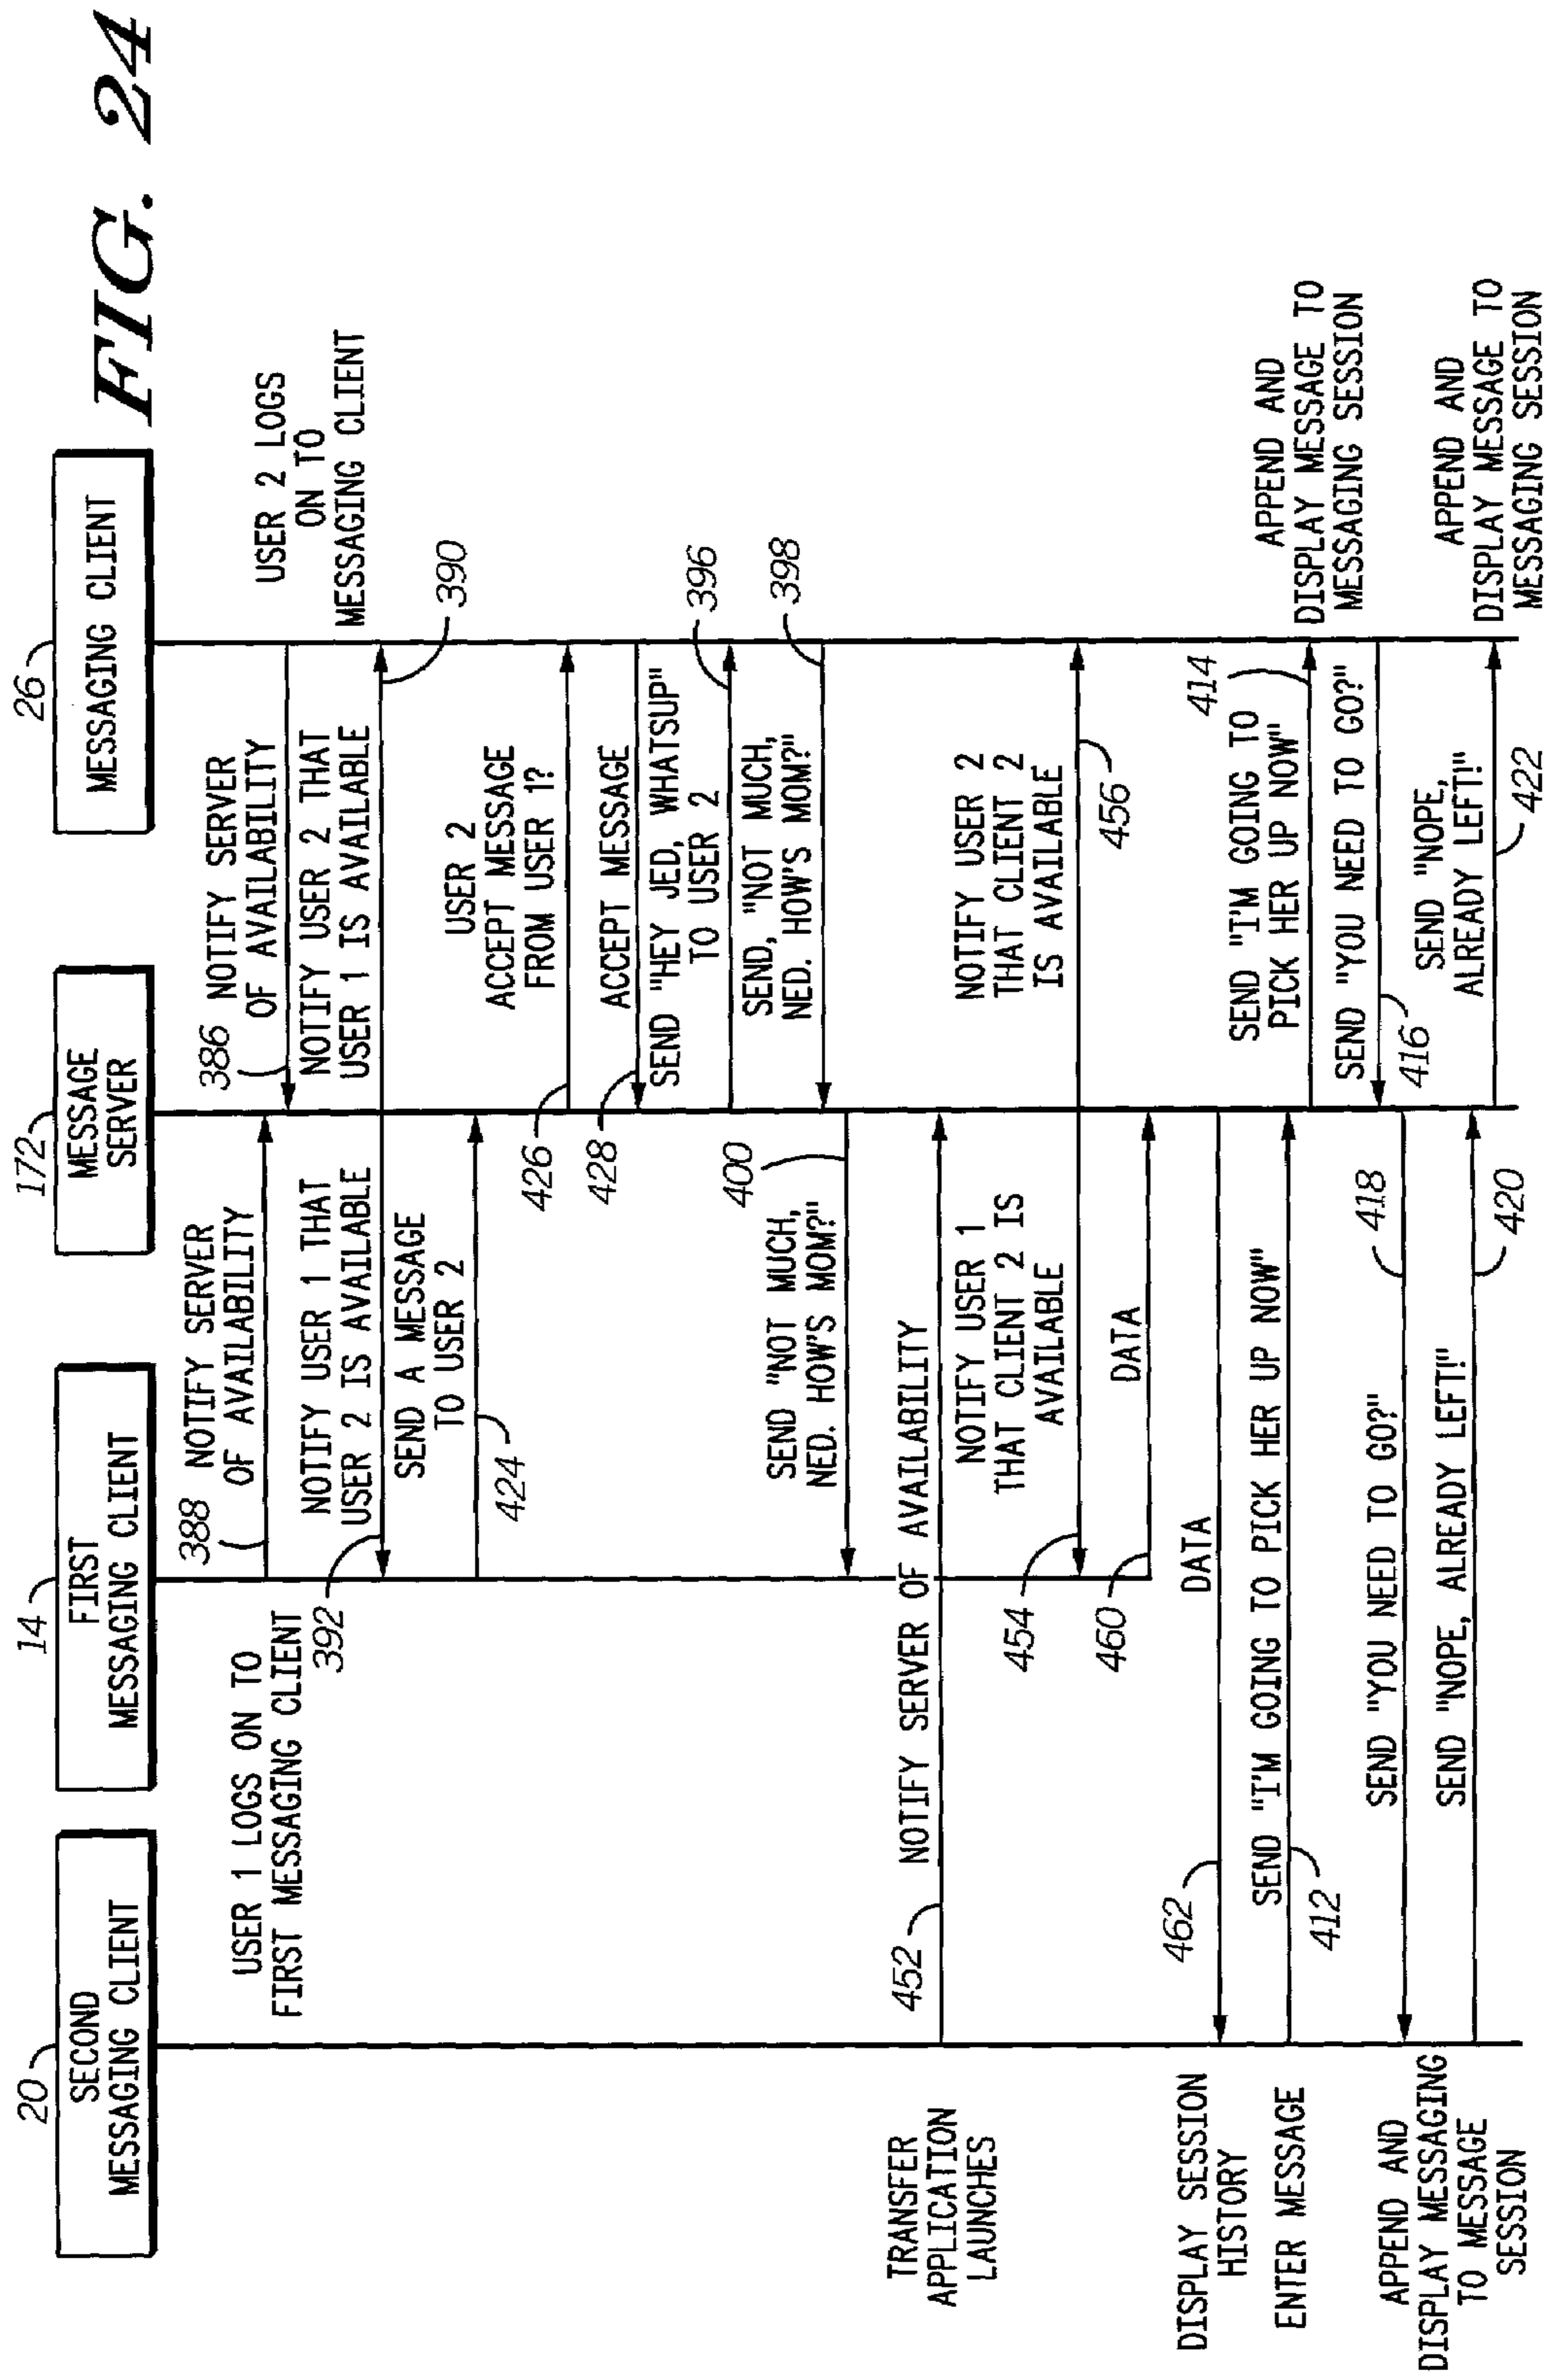 FIG. 24
20
SECOND
MESSAGING CLIENT
14
FIRST
MESSAGING CLIENT
172
MESSAGE
SERVER
26
MESSAGING CLIENT
USER 1 LOGS ON TO
FIRST MESSAGING CLIENT
388
NOTIFY SERVER
OF AVAILABILITY
386
NOTIFY SERVER
OF AVAILABILITY
USER 2 LOGS
ON TO
MESSAGING CLIENT
392
NOTIFY USER 1 THAT
USER 2 IS AVAILABLE
NOTIFY USER 2 THAT
USER 1 IS AVAILABLE
390
SEND A MESSAGE
TO USER 2
424
USER 2
ACCEPT MESSAGE
FROM USER 1?
426
ACCEPT MESSAGE
428
SEND "HEY JED, WHATSUP"
TO USER 2
396
SEND, "NOT MUCH,
NED. HOW'S MOM?"
398
400
SEND "NOT MUCH,
NED. HOW'S MOM?"
TRANSFER
APPLICATION
LAUNCHES
452
NOTIFY SERVER OF AVAILABILITY
NOTIFY USER 1
THAT CLIENT 2 IS
AVAILABLE
454
NOTIFY USER 2
THAT CLIENT 2
IS AVAILABLE
456
460
DATA
DISPLAY SESSION
HISTORY
462
DATA
ENTER MESSAGE
SEND "I'M GOING TO PICK HER UP NOW"
412
SEND "I'M GOING TO
PICK HER UP NOW"
414
APPEND AND
DISPLAY MESSAGE TO
MESSAGING SESSION
SEND "YOU NEED TO GO?"
416
APPEND AND
DISPLAY MESSAGING
TO MESSAGE
SESSION
SEND "YOU NEED TO GO?"
418
SEND "NOPE, ALREADY LEFT!"
420
SEND "NOPE,
ALREADY LEFT!"
422
APPEND AND
DISPLAY MESSAGE TO
MESSAGING SESSION